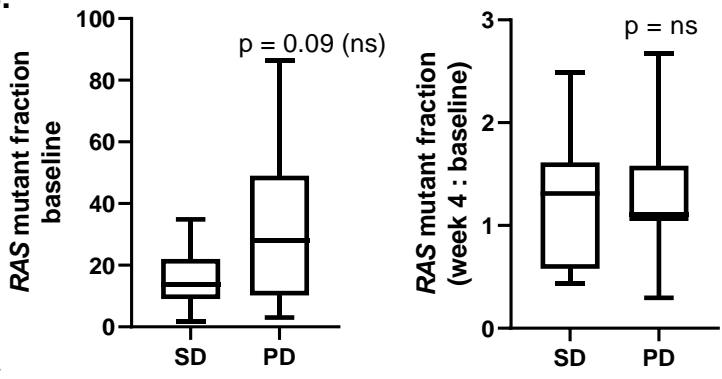 RAS mutant fraction
baseline
100
80
60
40
20
0
p = 0.09 (ns)
SD PD
RAS mutant fraction
(week 4 : baseline)
3
2
1
0
p = ns
SD PD